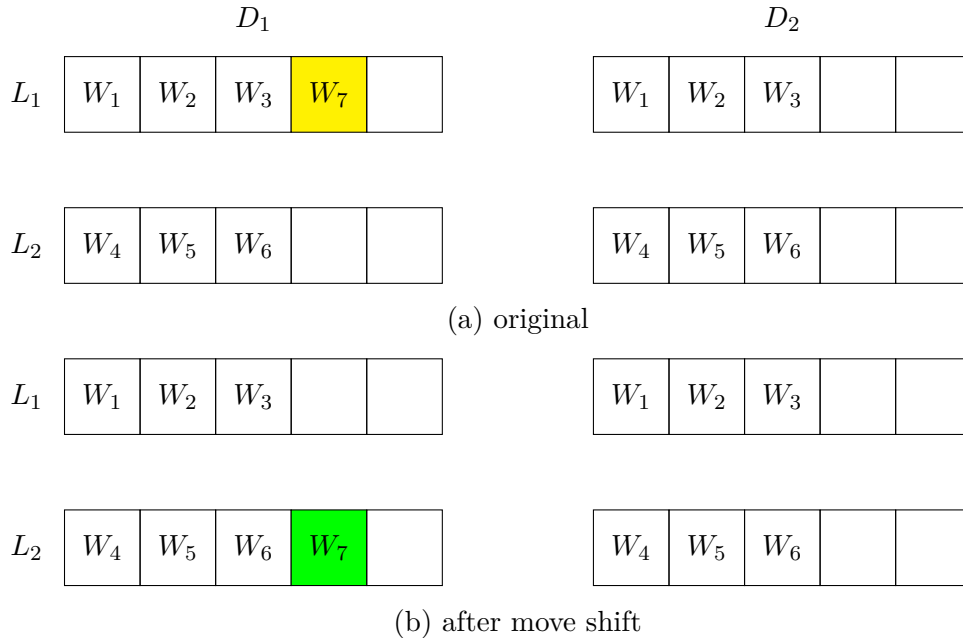 D₁ D₂
L₁ W₁ W₂ W₃ W₇ W₁ W₂ W₃
L₂ W₄ W₅ W₆ W₄ W₅ W₆
(a) original
L₁ W₁ W₂ W₃ W₁ W₂ W₃
L₂ W₄ W₅ W₆ W₇ W₄ W₅ W₆
(b) after move shift